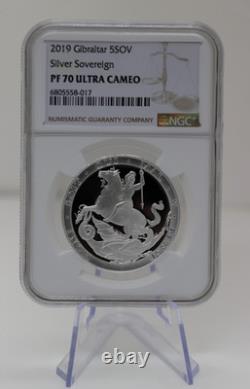 2019 Gibraltar 5SOV
Silver Sovereign
PF 70 ULTRA CAMEO
6805558-017
NUMISMATIC GUARANTY COMPANY
NGC